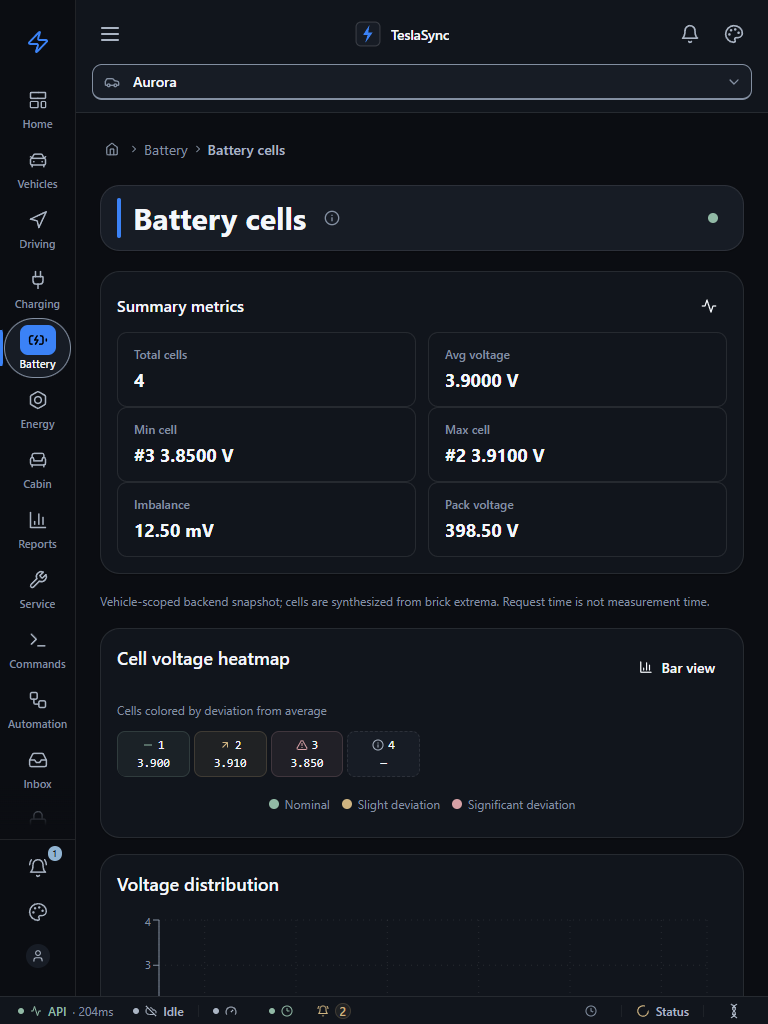 TeslaSync
Aurora
Home
Vehicles
Driving
Charging
Battery
Energy
Cabin
Reports
Service
Commands
Automation
Inbox
1
Battery Battery cells
Battery cells
Summary metrics
Total cells
4
Avg voltage
3.9000 V
Min cell
#3 3.8500 V
Max cell
#2 3.9100 V
Imbalance
12.50 mV
Pack voltage
398.50 V
Vehicle-scoped backend snapshot; cells are synthesized from brick extrema. Request time is not measurement time.
Cell voltage heatmap
Bar view
Cells colored by deviation from average
1
3.900
2
3.910
3
3.850
4
—
Nominal Slight deviation Significant deviation
Voltage distribution
4
3
API · 204ms Idle 2 Status